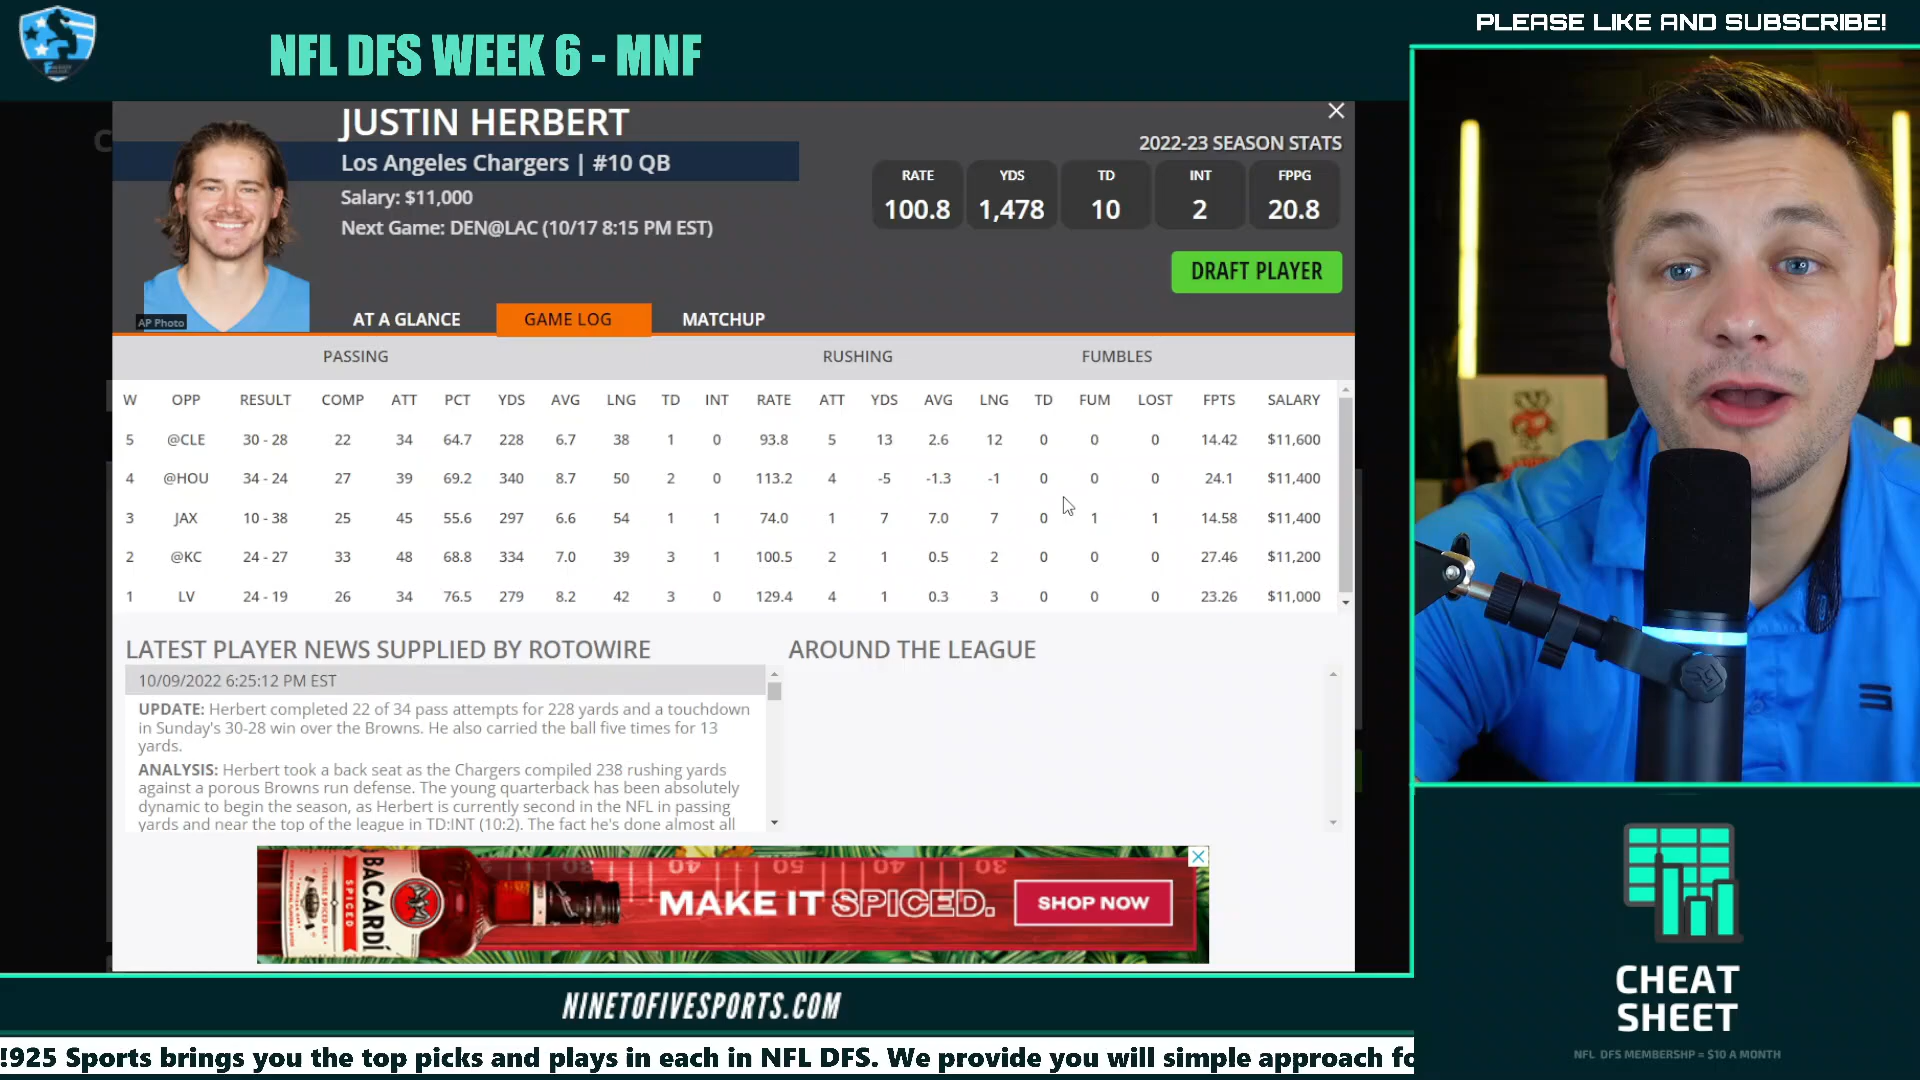 PLEASE LIKE AND SUBSCRIBE!
NFL DFS WEEK 6 - MNF
JUSTIN HERBERT
Los Angeles Chargers | #10 QB
Salary: $11,000
Next Game: DEN@LAC (10/17 8:15 PM EST)
2022-23 SEASON STATS
RATE YDS TD INT FPPG
100.8 1,478 10 2 20.8
DRAFT PLAYER
AP Photo
AT A GLANCE GAME LOG MATCHUP
PASSING RUSHING FUMBLES
W OPP RESULT COMP ATT PCT YDS AVG LNG TD INT RATE ATT YDS AVG LNG TD FUM LOST FPTS SALARY
5 @CLE 30 - 28 22 34 64.7 228 6.7 38 1 0 93.8 5 13 2.6 12 0 0 0 14.42 $11,600
4 @HOU 34 - 24 27 39 69.2 340 8.7 50 2 0 113.2 4 -5 -1.3 -1 0 0 0 24.1 $11,400
3 JAX 10 - 38 25 45 55.6 297 6.6 54 1 1 74.0 1 7 7.0 7 0 1 1 14.58 $11,400
2 @KC 24 - 27 33 48 68.8 334 7.0 39 3 1 100.5 2 1 0.5 2 0 0 0 27.46 $11,200
1 LV 24 - 19 26 34 76.5 279 8.2 42 3 0 129.4 4 1 0.3 3 0 0 0 23.26 $11,000
LATEST PLAYER NEWS SUPPLIED BY ROTOWIRE
AROUND THE LEAGUE
10/09/2022 6:25:12 PM EST
UPDATE: Herbert completed 22 of 34 pass attempts for 228 yards and a touchdown
in Sunday's 30-28 win over the Browns. He also carried the ball five times for 13
yards.
ANALYSIS: Herbert took a back seat as the Chargers compiled 238 rushing yards
against a porous Browns run defense. The young quarterback has been absolutely
dynamic to begin the season, as Herbert is currently second in the NFL in passing
yards and near the top of the league in TD:INT (10:2). The fact he's done almost all
BACARDÍ
SPICED
40 50 40 30
MAKE IT SPICED.
SHOP NOW
NINETOFIVESPORTS.COM
!925 Sports brings you the top picks and plays in each in NFL DFS. We provide you will simple approach fo
CHEAT
SHEET
NFL DFS MEMBERSHP = $10 A MONTH